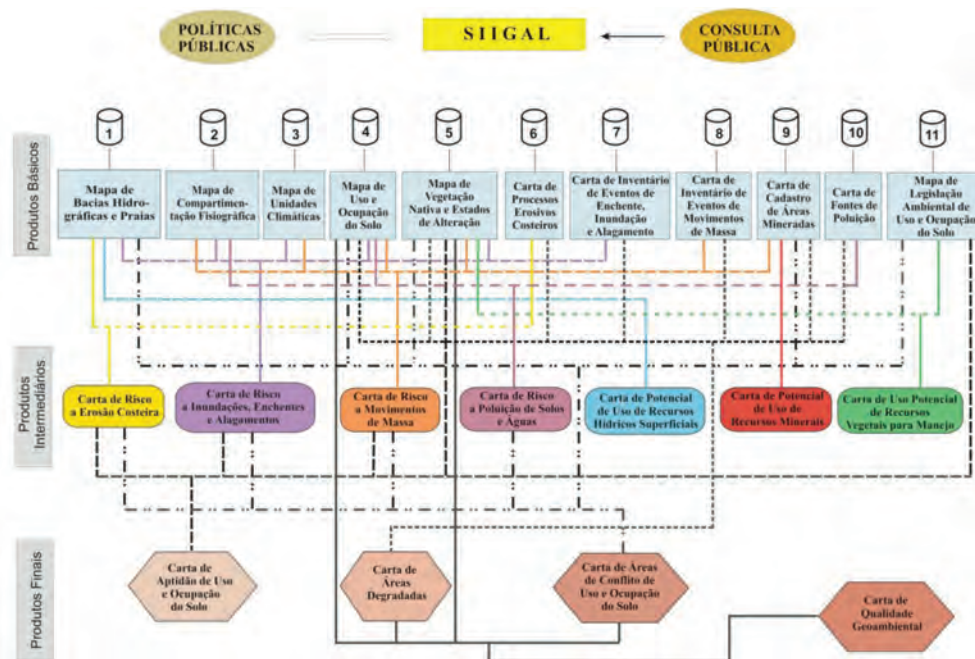 POLÍTICAS
PÚBLICAS
SIIGAL
CONSULTA
PÚBLICA
1
2
3
4
5
6
7
8
9
10
11
Produtos Básicos
Mapa de
Bacias Hidro-
gráficas e Praias
Mapa de
Compartimen-
tação Fisiográfica
Mapa de
Unidades
Climáticas
Mapa de
Uso e
Ocupação
do Solo
Mapa de
Vegetação
Nativa e Estados
de Alteração
Carta de
Processos
Erosivos
Costeiros
Carta de Inventário
de Eventos de
Enchente,
Inundação
e Alagamento
Carta de
Inventário de
Eventos de
Movimentos
de Massa
Carta de
Cadastro
de Áreas
Mineradas
Carta de
Fontes de
Poluição
Mapa de
Legislação
Ambiental de
Uso e Ocupação
do Solo
Produtos
Intermediários
Carta de Risco
a Erosão Costeira
Carta de Risco
a Inundações, Enchentes
e Alagamentos
Carta de Risco
a Movimentos
de Massa
Carta de Risco
a Poluição de Solos
e Águas
Carta de Potencial
de Uso de Recursos
Hídricos Superficiais
Carta de Potencial
de Uso de
Recursos Minerais
Carta de Uso Potencial
de Recursos
Vegetais para Manejo
Produtos Finais
Carta de
Aptidão de Uso
e Ocupação
do Solo
Carta de
Áreas
Degradadas
Carta de Áreas
de Conflito de
Uso e Ocupação
do Solo
Carta de
Qualidade
Geoambiental